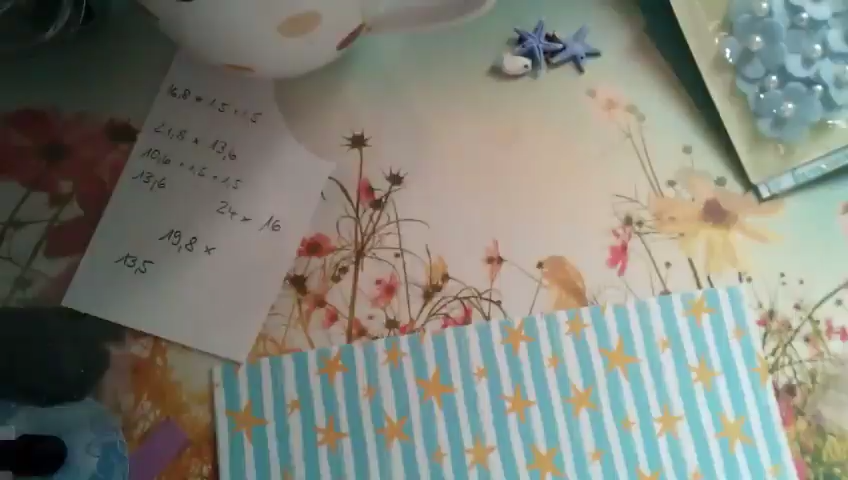 16,8 + 1,5 + 1,5
21,8 x 13,6
10,6 + 1,5 + 1,5
13,6
24 x 16
19,8 x
13,5